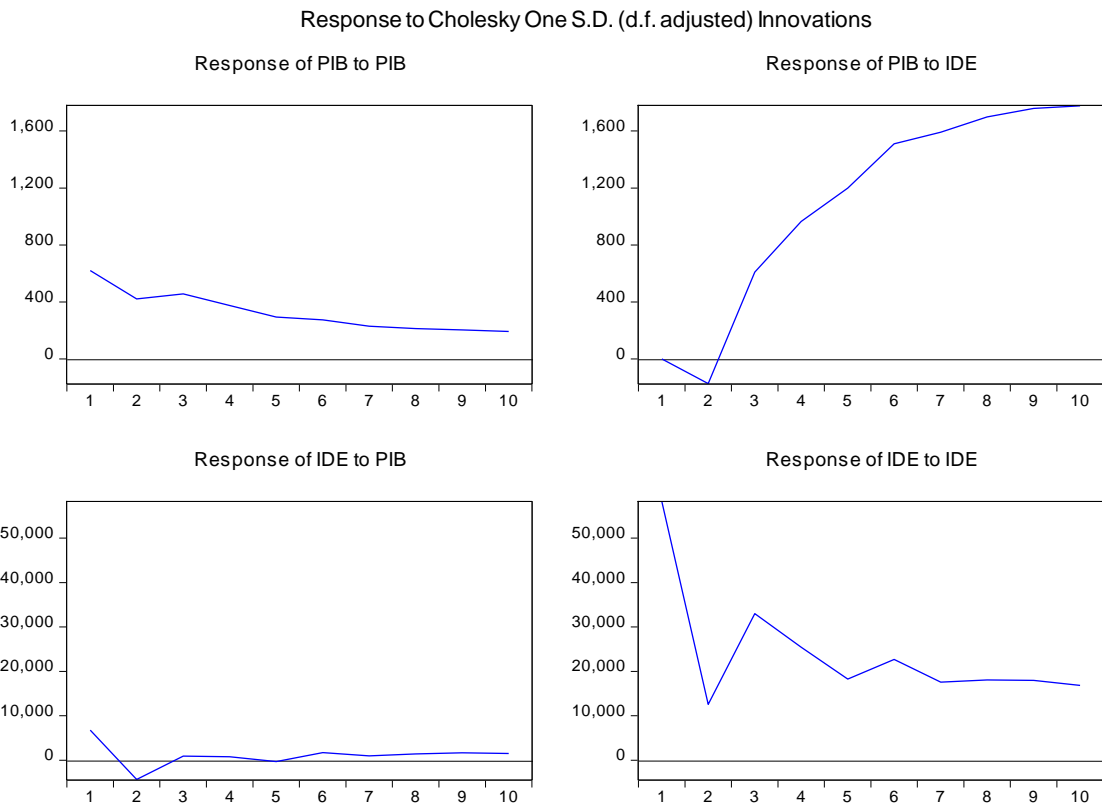 Response to Cholesky One S.D. (d.f. adjusted) Innovations
Response of PIB to PIB
1,600
1,200
800
400
0
1 2 3 4 5 6 7 8 9 10
Response of PIB to IDE
1,600
1,200
800
400
0
1 2 3 4 5 6 7 8 9 10
Response of IDE to PIB
50,000
40,000
30,000
20,000
10,000
0
1 2 3 4 5 6 7 8 9 10
Response of IDE to IDE
50,000
40,000
30,000
20,000
10,000
0
1 2 3 4 5 6 7 8 9 10